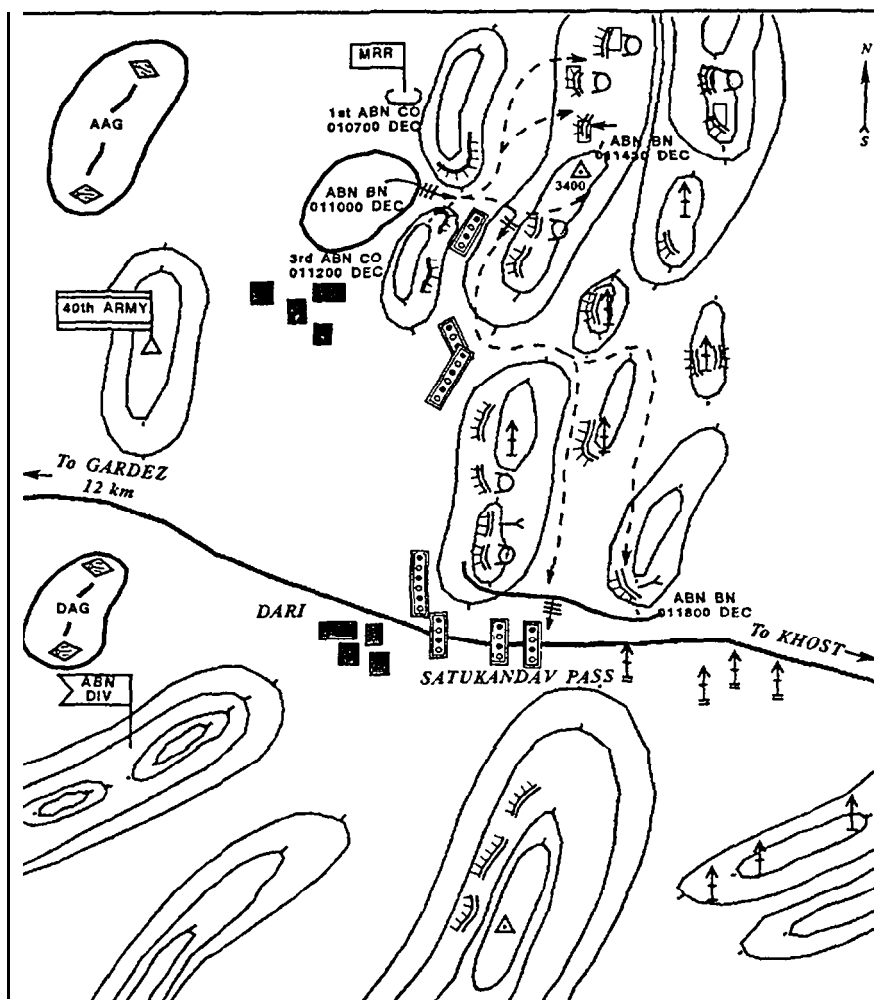 MRR
N
S
AAG
1st ABN CO
010700 DEC
ABN BN
011430 DEC
ABN BN
011000 DEC
3400
3rd ABN CO
011200 DEC
40th ARMY
To GARDEZ
12 km
DAG
DARI
ABN BN
011800 DEC
To KHOST
ABN
DIV
SATUKANDAV PASS